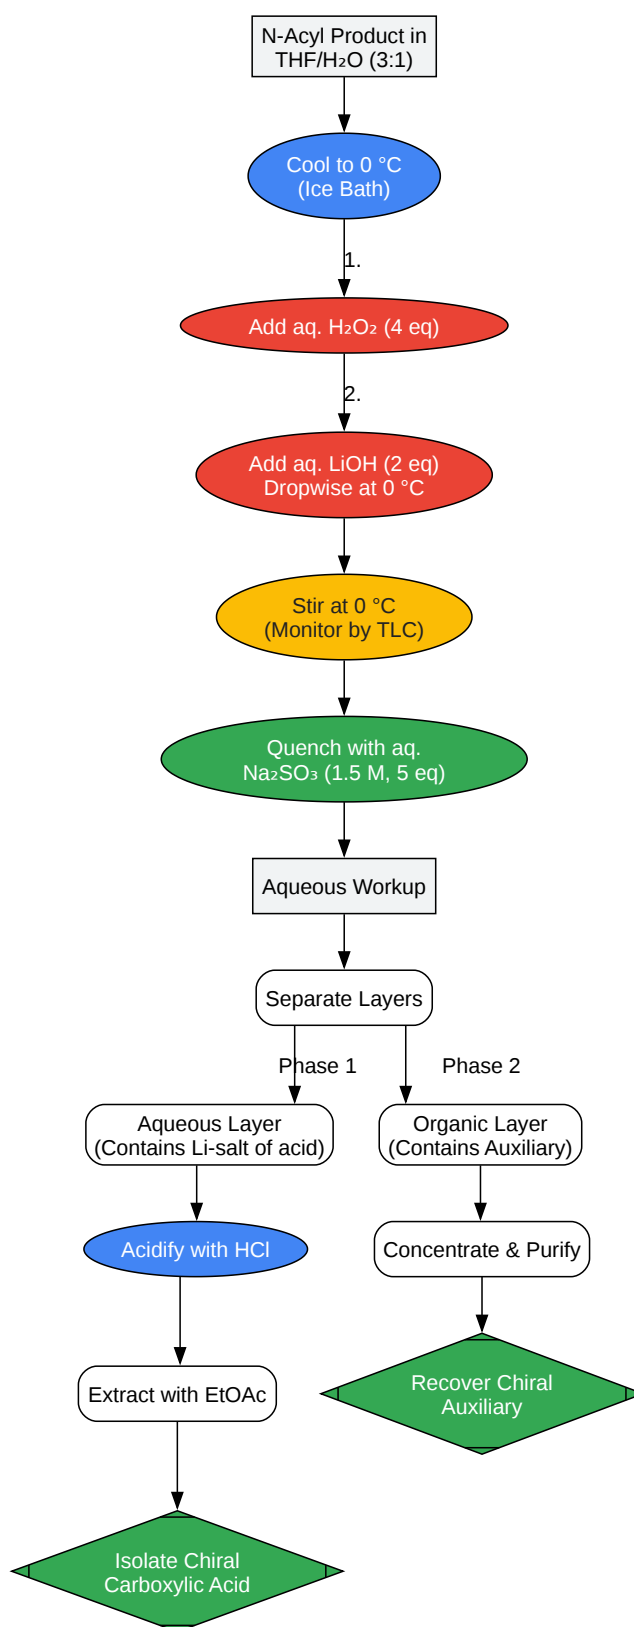 N-Acyl Product in
THF/H₂O (3:1)
Cool to 0 °C
(Ice Bath)
1.
Add aq. H₂O₂ (4 eq)
2.
Add aq. LiOH (2 eq)
Dropwise at 0 °C
Stir at 0 °C
(Monitor by TLC)
Quench with aq.
Na₂SO₃ (1.5 M, 5 eq)
Aqueous Workup
Separate Layers
Phase 1
Phase 2
Aqueous Layer
(Contains Li-salt of acid)
Organic Layer
(Contains Auxiliary)
Acidify with HCl
Concentrate & Purify
Extract with EtOAc
Recover Chiral
Auxiliary
Isolate Chiral
Carboxylic Acid